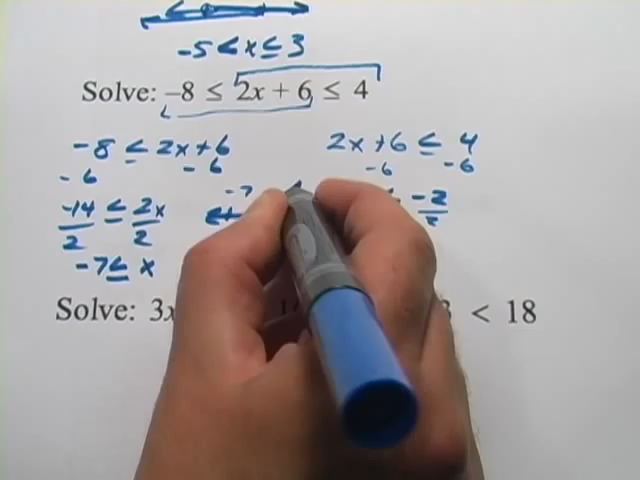 -5 < x ≤ 3
Solve: -8 ≤ 2x + 6 ≤ 4
-8 ≤ 2x+6
-6 -6
-14 ≤ 2x
2 2
-7 ≤ x
2x+6 ≤ 4
-6 -6
-2
2
-7
Solve: 3x < 18